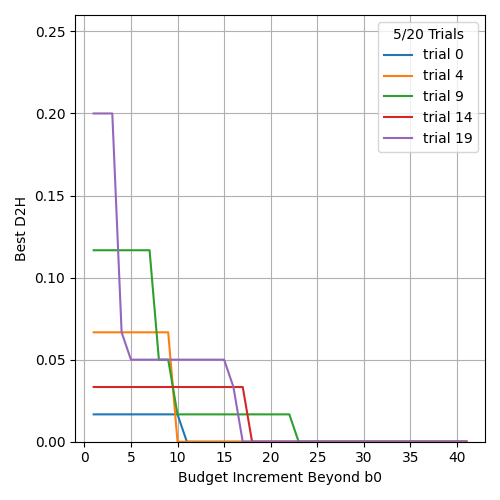 5/20 Trials
trial 0
trial 4
trial 9
trial 14
trial 19
0.25
0.20
0.15
0.10
0.05
0.00
Best D2H
0 5 10 15 20 25 30 35 40
Budget Increment Beyond b0